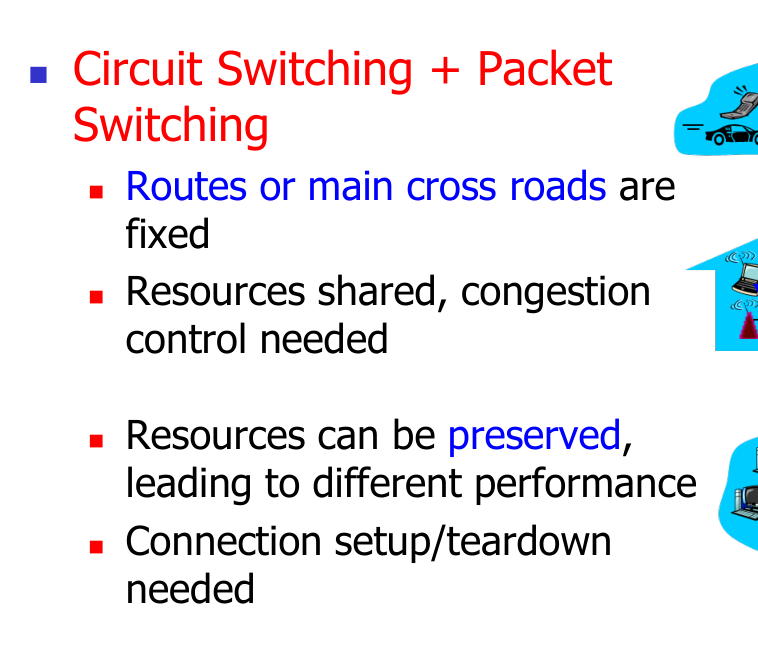 Circuit Switching + Packet
Switching
Routes or main cross roads are
fixed
Resources shared, congestion
control needed
Resources can be preserved,
leading to different performance
Connection setup/teardown
needed